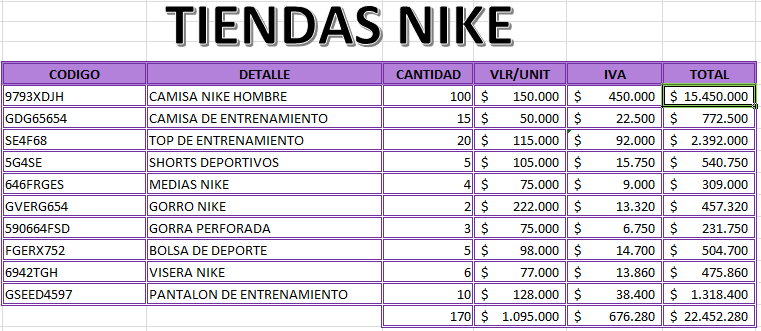 TIENDAS NIKE
CODIGO DETALLE CANTIDAD VLR/UNIT IVA TOTAL
9793XDJH CAMISA NIKE HOMBRE 100 $ 150.000 $ 450.000 $ 15.450.000
GDG65654 CAMISA DE ENTRENAMIENTO 15 $ 50.000 $ 22.500 $ 772.500
SE4F68 TOP DE ENTRENAMIENTO 20 $ 115.000 $ 92.000 $ 2.392.000
5G4SE SHORTS DEPORTIVOS 5 $ 105.000 $ 15.750 $ 540.750
646FRGES MEDIAS NIKE 4 $ 75.000 $ 9.000 $ 309.000
GVERG654 GORRO NIKE 2 $ 222.000 $ 13.320 $ 457.320
590664FSD GORRA PERFORADA 3 $ 75.000 $ 6.750 $ 231.750
FGERX752 BOLSA DE DEPORTE 5 $ 98.000 $ 14.700 $ 504.700
6942TGH VISERA NIKE 6 $ 77.000 $ 13.860 $ 475.860
GSEED4597 PANTALON DE ENTRENAMIENTO 10 $ 128.000 $ 38.400 $ 1.318.400
170 $ 1.095.000 $ 676.280 $ 22.452.280